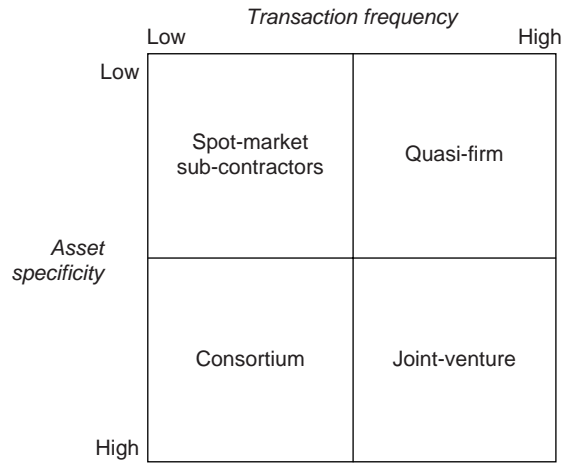 Transaction frequency
Low
High
Low
Spot-market
sub-contractors
Quasi-firm
Asset
specificity
Consortium
Joint-venture
High